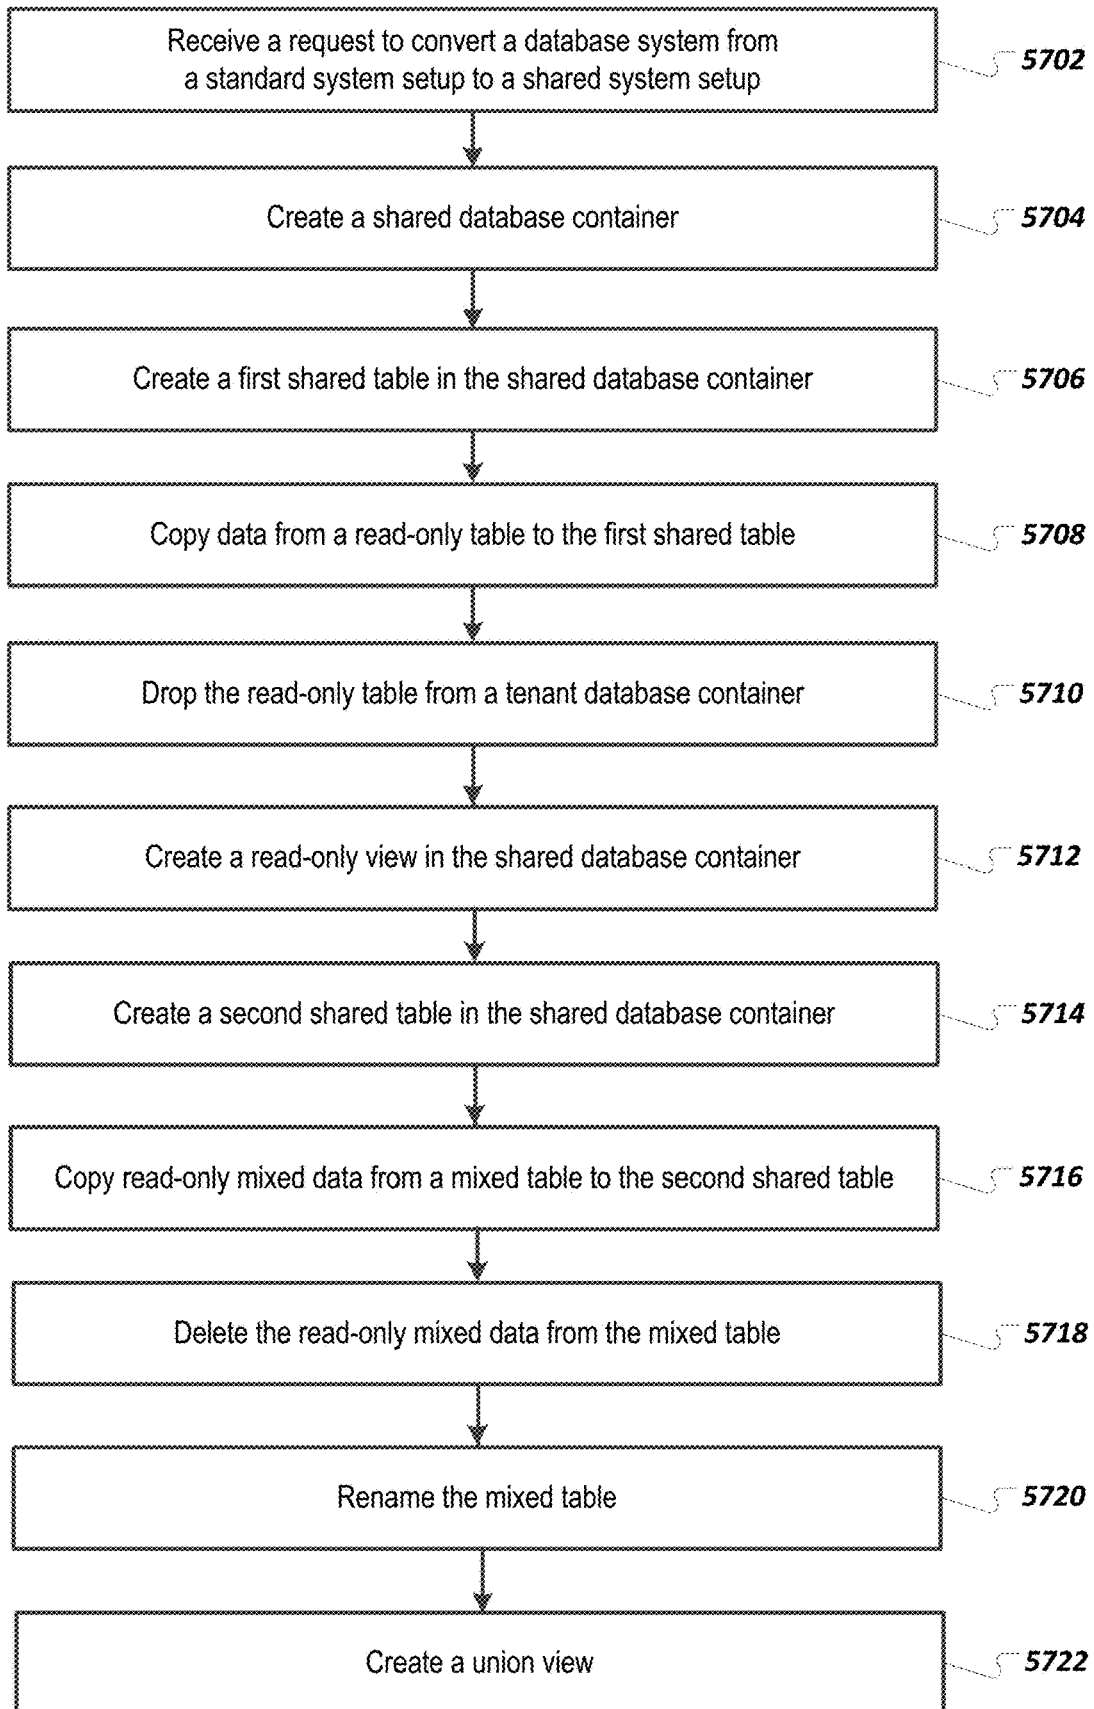 Receive a request to convert a database system from
a standard system setup to a shared system setup
5702
Create a shared database container
5704
Create a first shared table in the shared database container
5706
Copy data from a read-only table to the first shared table
5708
Drop the read-only table from a tenant database container
5710
Create a read-only view in the shared database container
5712
Create a second shared table in the shared database container
5714
Copy read-only mixed data from a mixed table to the second shared table
5716
Delete the read-only mixed data from the mixed table
5718
Rename the mixed table
5720
Create a union view
5722